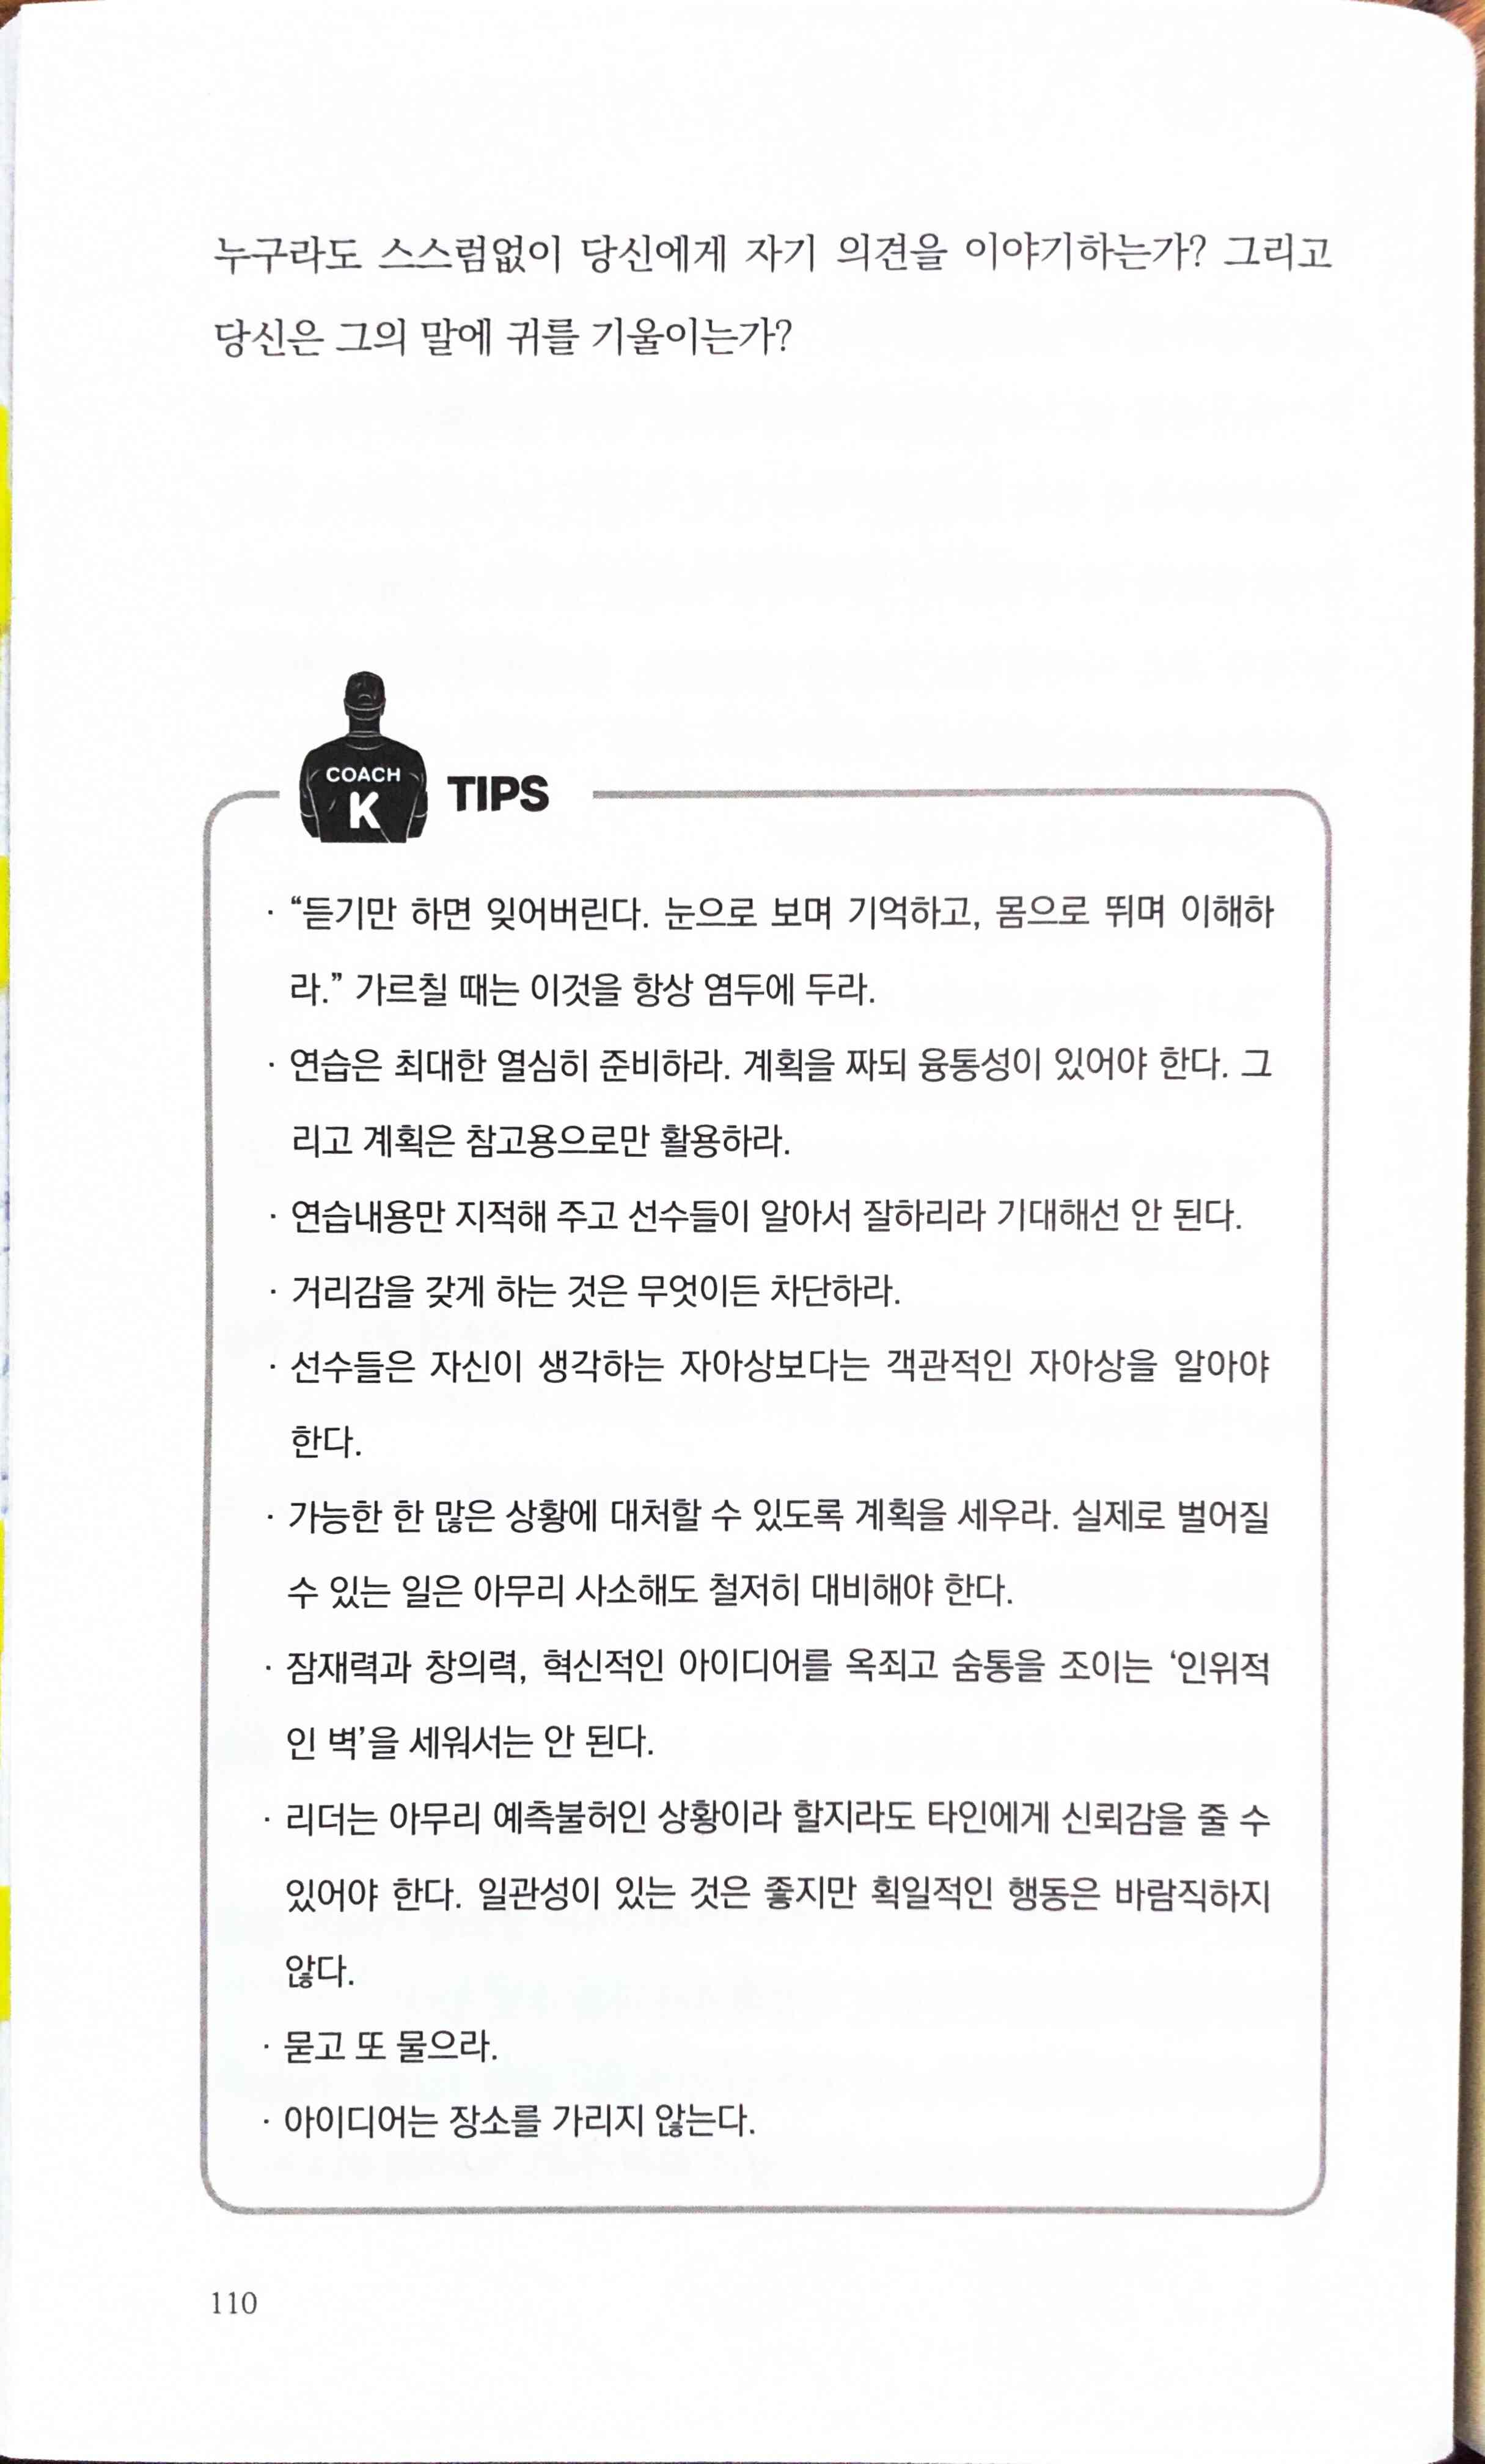 누구라도 스스럼없이 당신에게 자기 의견을 이야기하는가? 그리고
당신은 그의 말에 귀를 기울이는가?
COACH
K
TIPS
· “듣기만 하면 잊어버린다. 눈으로 보며 기억하고, 몸으로 뛰며 이해하
라.” 가르칠 때는 이것을 항상 염두에 두라.
· 연습은 최대한 열심히 준비하라. 계획을 짜되 융통성이 있어야 한다. 그
리고 계획은 참고용으로만 활용하라.
· 연습내용만 지적해 주고 선수들이 알아서 잘하리라 기대해선 안 된다.
· 거리감을 갖게 하는 것은 무엇이든 차단하라.
· 선수들은 자신이 생각하는 자아상보다는 객관적인 자아상을 알아야
한다.
· 가능한 한 많은 상황에 대처할 수 있도록 계획을 세우라. 실제로 벌어질
수 있는 일은 아무리 사소해도 철저히 대비해야 한다.
· 잠재력과 창의력, 혁신적인 아이디어를 옥죄고 숨통을 조이는 ‘인위적
인 벽’을 세워서는 안 된다.
· 리더는 아무리 예측불허인 상황이라 할지라도 타인에게 신뢰감을 줄 수
있어야 한다. 일관성이 있는 것은 좋지만 획일적인 행동은 바람직하지
않다.
· 묻고 또 물으라.
· 아이디어는 장소를 가리지 않는다.
110